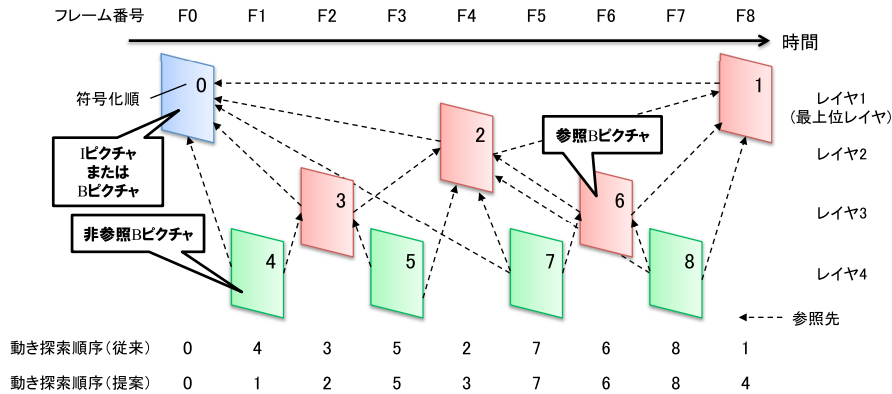 フレーム番号 F0 F1 F2 F3 F4 F5 F6 F7 F8
時間
0
1
符号化順
レイヤ1
(最上位レイヤ)
2
参照Bピクチャ
レイヤ2
Iピクチャ
または
Bピクチャ
3
6
レイヤ3
非参照Bピクチャ
4
5
7
8
レイヤ4
参照先
動き探索順序(従来) 0 4 3 5 2 7 6 8 1
動き探索順序(提案) 0 1 2 5 3 7 6 8 4